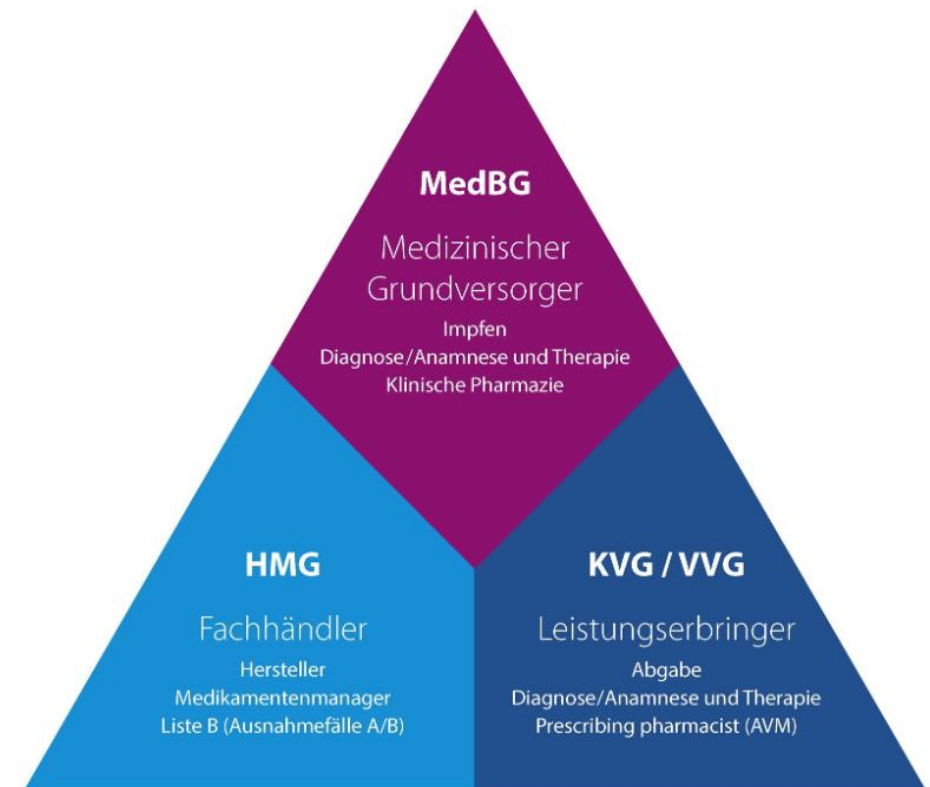 MedBG
Medizinischer
Grundversorger
Impfen
Diagnose/Anamnese und Therapie
Klinische Pharmazie
HMG
Fachhändler
Hersteller
Medikamentenmanager
Liste B (Ausnahmefälle A/B)
KVG / VVG
Leistungserbringer
Abgabe
Diagnose/Anamnese und Therapie
Prescribing pharmacist (AVM)